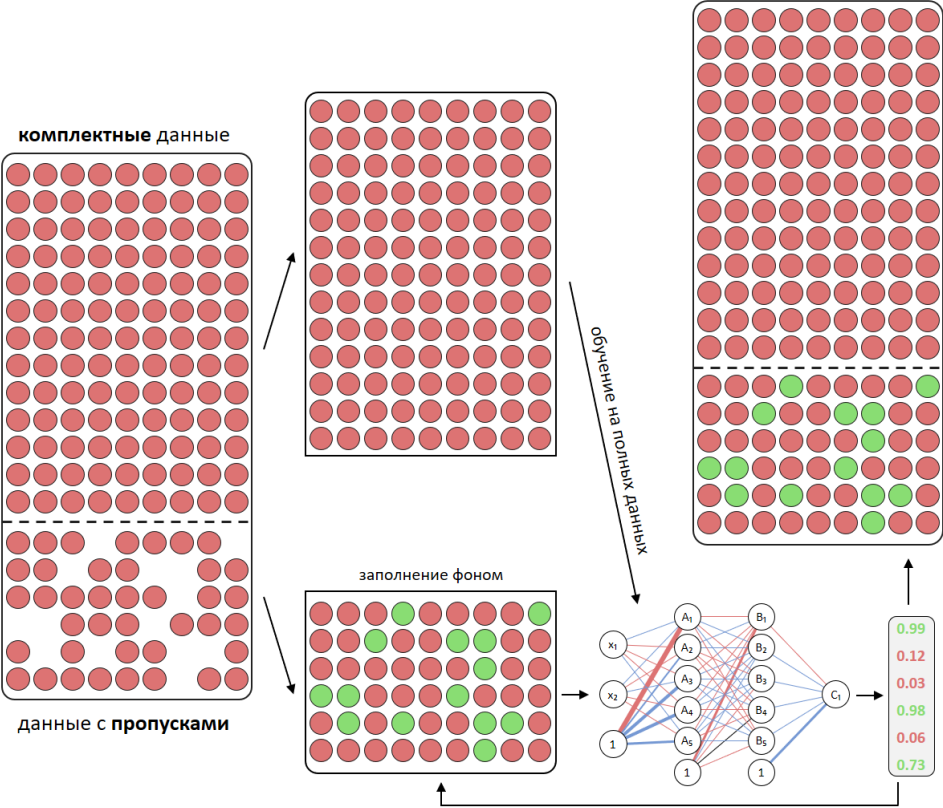 комплектные данные
данные с пропусками
заполнение фоном
обучение на полных данных
x₁
x₂
1
A₁
A₂
A₃
A₄
A₅
1
B₁
B₂
B₃
B₄
B₅
1
C₁
0.99
0.12
0.03
0.98
0.06
0.73